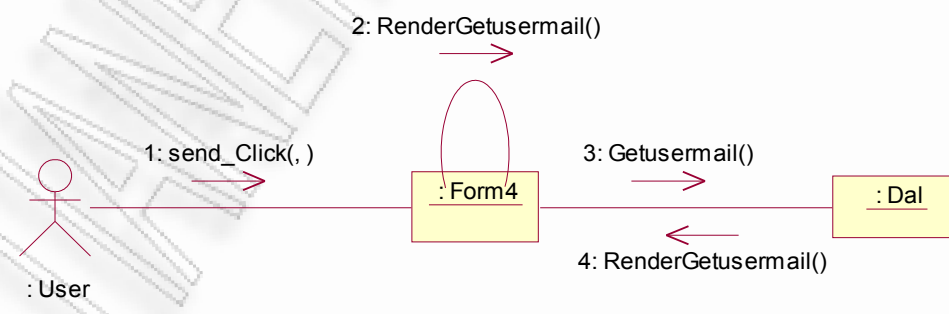 2: RenderGetusermail()
1: send_Click(, )
3: Getusermail()
: Form4
: Dal
4: RenderGetusermail()
: User